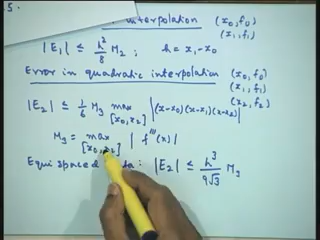 5.
interpolation (x₀, f₀)
(x₁, f₁)
|E₁| ≤ h²/8 M₂ ; h = x₁ - x₀
Error in quadratic interpolation (x₀, f₀)
(x₁, f₁)
(x₂, f₂)
|E₂| ≤ 1/6 M₃ max [x₀, x₂] |(x-x₀)(x-x₁)(x-x₂)|
M₃ = max [x₀, x₂] | f'''(x) |
Equispaced : |E₂| ≤ h³/9√3 M₃